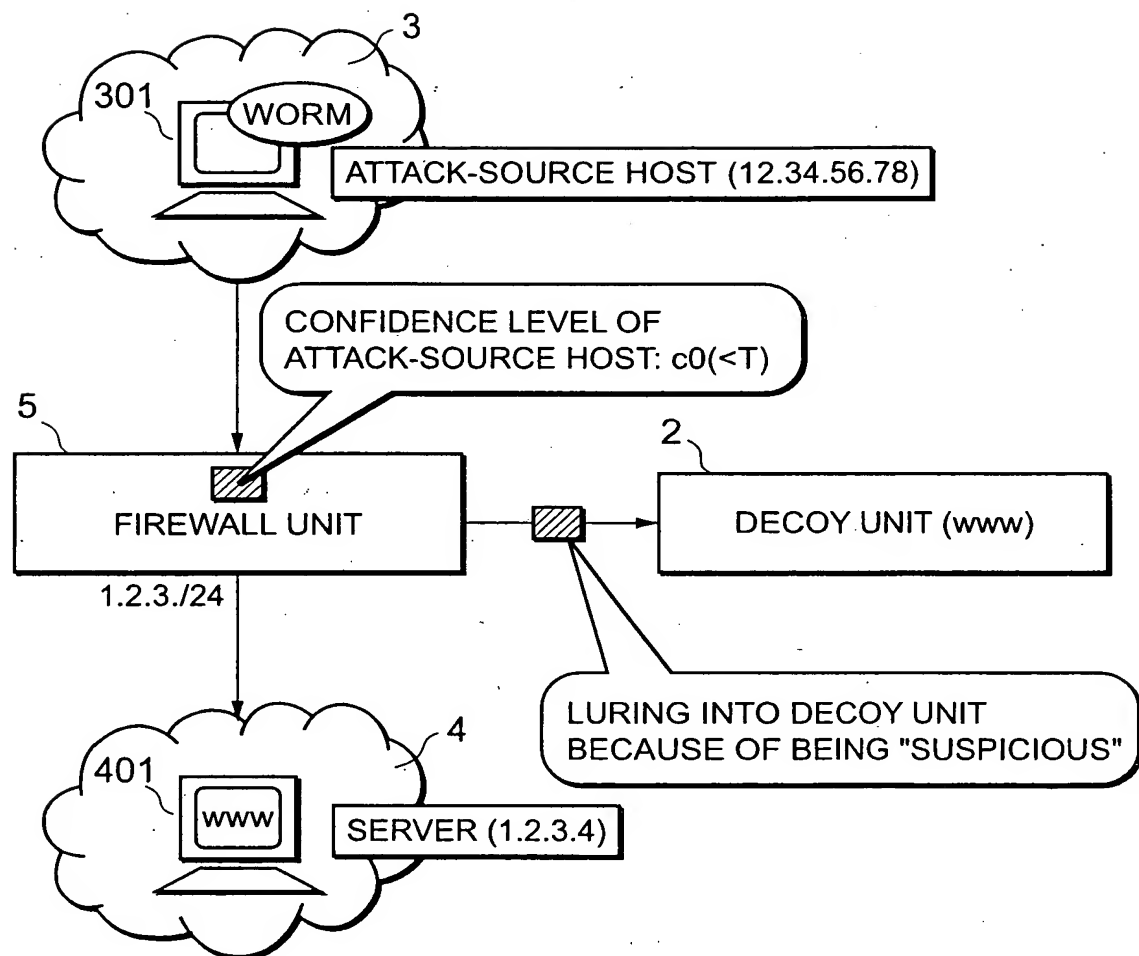 3
301
WORM
ATTACK-SOURCE HOST (12.34.56.78)
CONFIDENCE LEVEL OF
ATTACK-SOURCE HOST: c0(<T)
5
2
FIREWALL UNIT
DECOY UNIT (www)
1.2.3./24
LURING INTO DECOY UNIT
BECAUSE OF BEING "SUSPICIOUS"
4
401
www
SERVER (1.2.3.4)